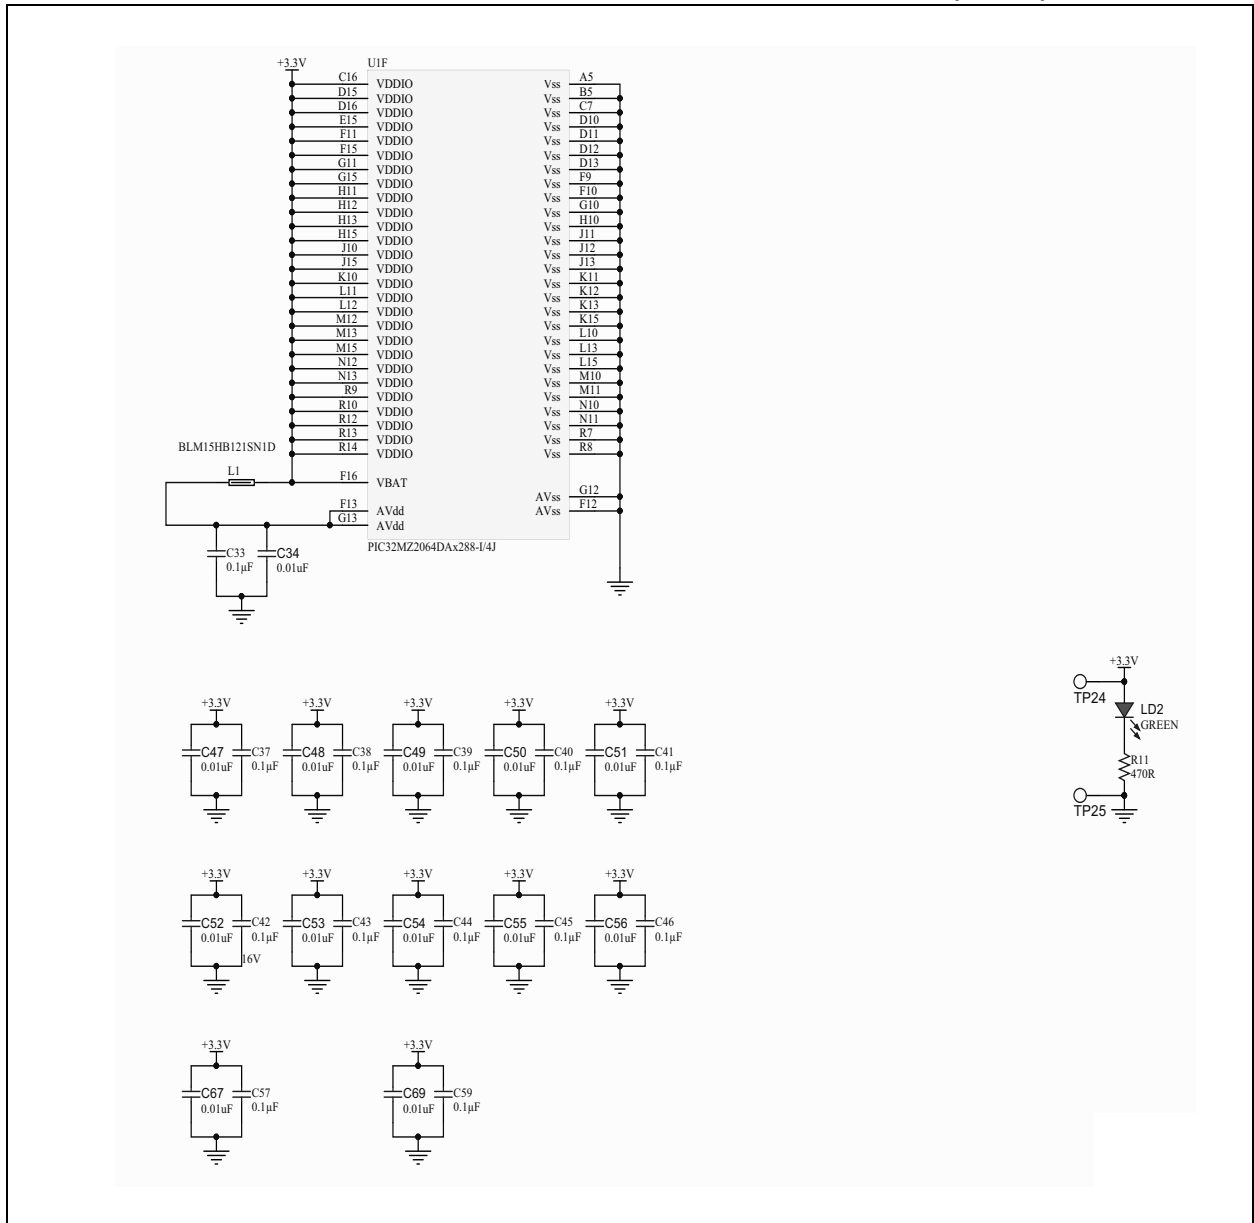 +3.3V
U1F
C16 VDDIO Vss A5
D15 VDDIO Vss B5
D16 VDDIO Vss C7
E15 VDDIO Vss D10
F11 VDDIO Vss D11
F15 VDDIO Vss D12
G11 VDDIO Vss D13
G15 VDDIO Vss F9
H11 VDDIO Vss F10
H12 VDDIO Vss G10
H13 VDDIO Vss H10
H15 VDDIO Vss J11
J10 VDDIO Vss J12
J15 VDDIO Vss J13
K10 VDDIO Vss K11
L11 VDDIO Vss K12
L12 VDDIO Vss K13
M12 VDDIO Vss K15
M13 VDDIO Vss L10
M15 VDDIO Vss L13
N12 VDDIO Vss L15
N13 VDDIO Vss M10
R9 VDDIO Vss M11
R10 VDDIO Vss N10
R12 VDDIO Vss N11
R13 VDDIO Vss R7
R14 VDDIO Vss R8
BLM15HB121SN1D
L1
F16 VBAT
AVss G12
F13 AVdd AVss F12
G13 AVdd
PIC32MZ2064DAx288-I/4J
C33 C34
0.1µF 0.01uF
+3.3V
TP24
LD2
GREEN
R11
470R
TP25
+3.3V +3.3V +3.3V +3.3V +3.3V
C47 C37 C48 C38 C49 C39 C50 C40 C51 C41
0.01uF 0.1µF 0.01uF 0.1µF 0.01uF 0.1µF 0.01uF 0.1µF 0.01uF 0.1µF
+3.3V +3.3V +3.3V +3.3V +3.3V
C52 C42 C53 C43 C54 C44 C55 C45 C56 C46
0.01uF 0.1µF 0.01uF 0.1µF 0.01uF 0.1µF 0.01uF 0.1µF 0.01uF 0.1µF
16V
+3.3V +3.3V
C67 C57 C69 C59
0.01uF 0.1µF 0.01uF 0.1µF